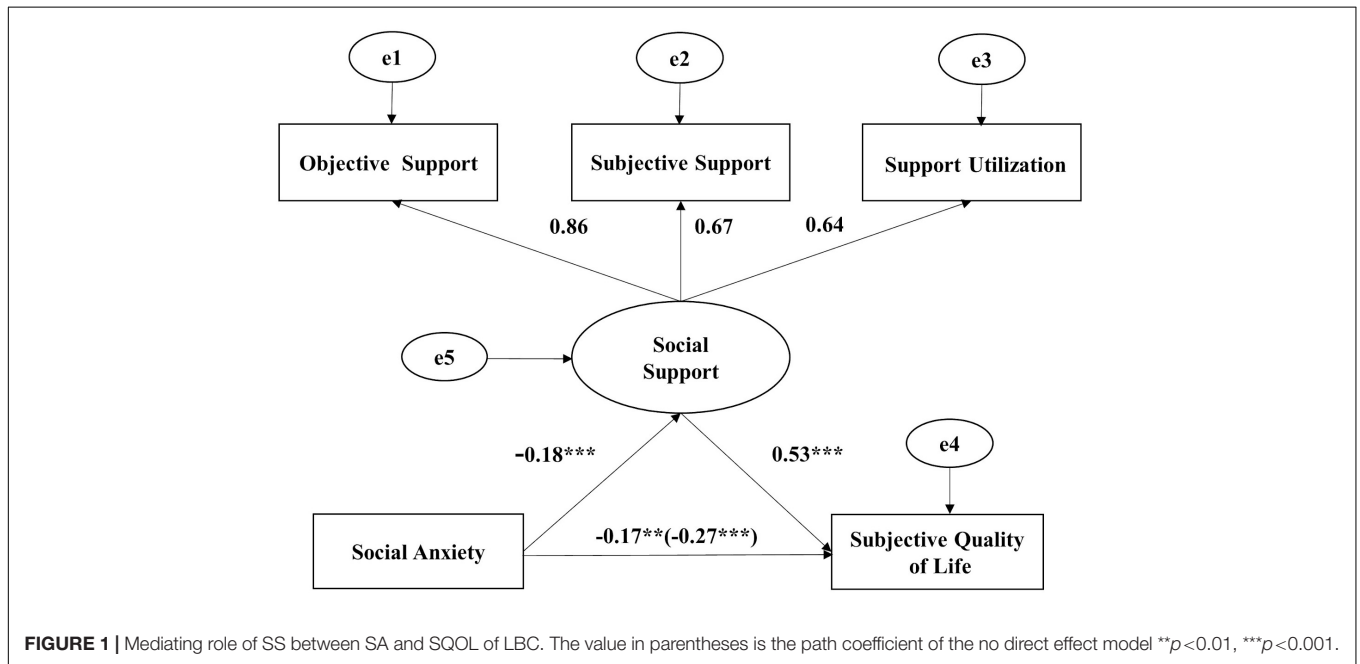 e1
e2
e3
Objective Support
Subjective Support
Support Utilization
0.86
0.67
0.64
Social
Support
e5
-0.18***
0.53***
e4
Social Anxiety
-0.17**(-0.27***)
Subjective Quality
of Life
FIGURE 1 | Mediating role of SS between SA and SQOL of LBC. The value in parentheses is the path coefficient of the no direct effect model **p<0.01, ***p<0.001.